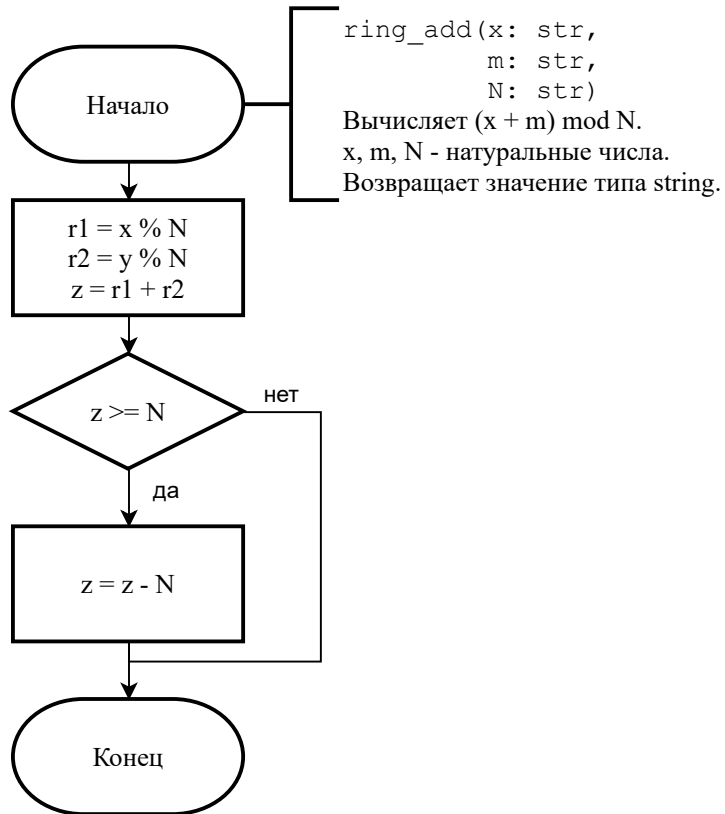 Начало
ring_add(x: str,
m: str,
N: str)
Вычисляет (x + m) mod N.
x, m, N - натуральные числа.
Возвращает значение типа string.
r1 = x % N
r2 = y % N
z = r1 + r2
z >= N
нет
да
z = z - N
Конец